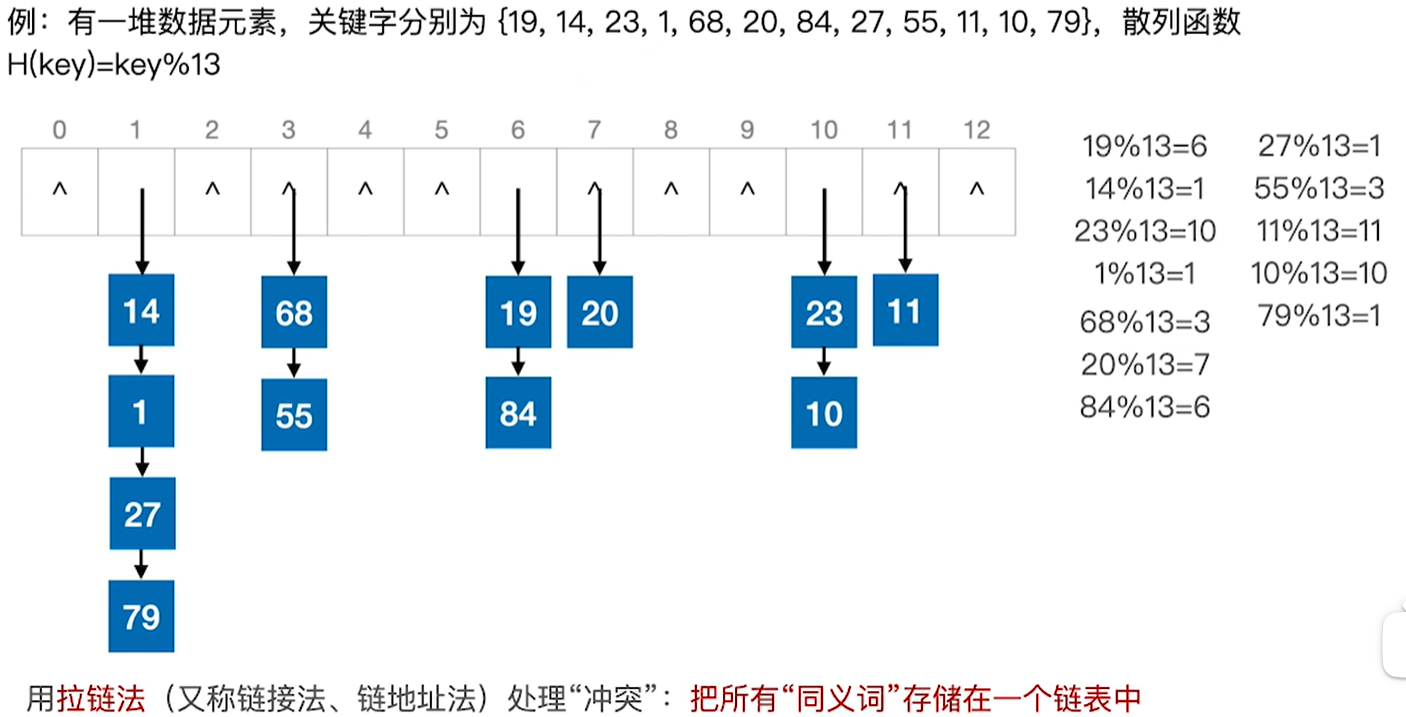 例：有一堆数据元素，关键字分别为 {19, 14, 23, 1, 68, 20, 84, 27, 55, 11, 10, 79}，散列函数
H(key)=key%13
0 1 2 3 4 5 6 7 8 9 10 11 12
^ ^ ^ ^ ^ ^ ^ ^ ^ ^
14 68 19 20 23 11
1 55 84 10
27
79
19%13=6 27%13=1
14%13=1 55%13=3
23%13=10 11%13=11
1%13=1 10%13=10
68%13=3 79%13=1
20%13=7
84%13=6
用拉链法（又称链接法、链地址法）处理“冲突”：把所有“同义词”存储在一个链表中